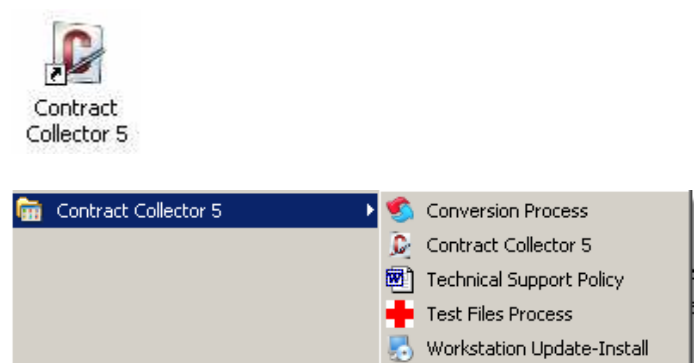 Contract
Collector 5
Contract Collector 5
Conversion Process
Contract Collector 5
Technical Support Policy
Test Files Process
Workstation Update-Install